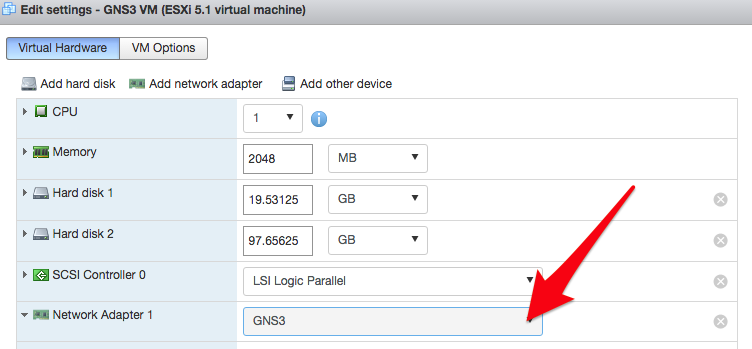 Edit settings - GNS3 VM (ESXi 5.1 virtual machine)
Virtual Hardware VM Options
Add hard disk Add network adapter Add other device
CPU 1
Memory 2048 MB
Hard disk 1 19.53125 GB
Hard disk 2 97.65625 GB
SCSI Controller 0 LSI Logic Parallel
Network Adapter 1 GNS3